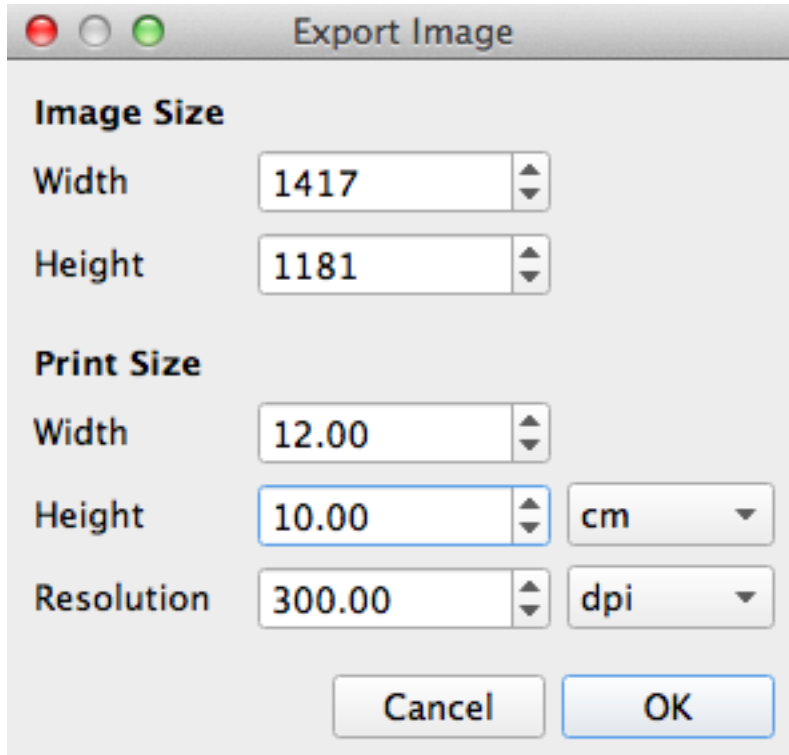 Export Image
Image Size
Width 1417
Height 1181
Print Size
Width 12.00
Height 10.00 cm
Resolution 300.00 dpi
Cancel OK